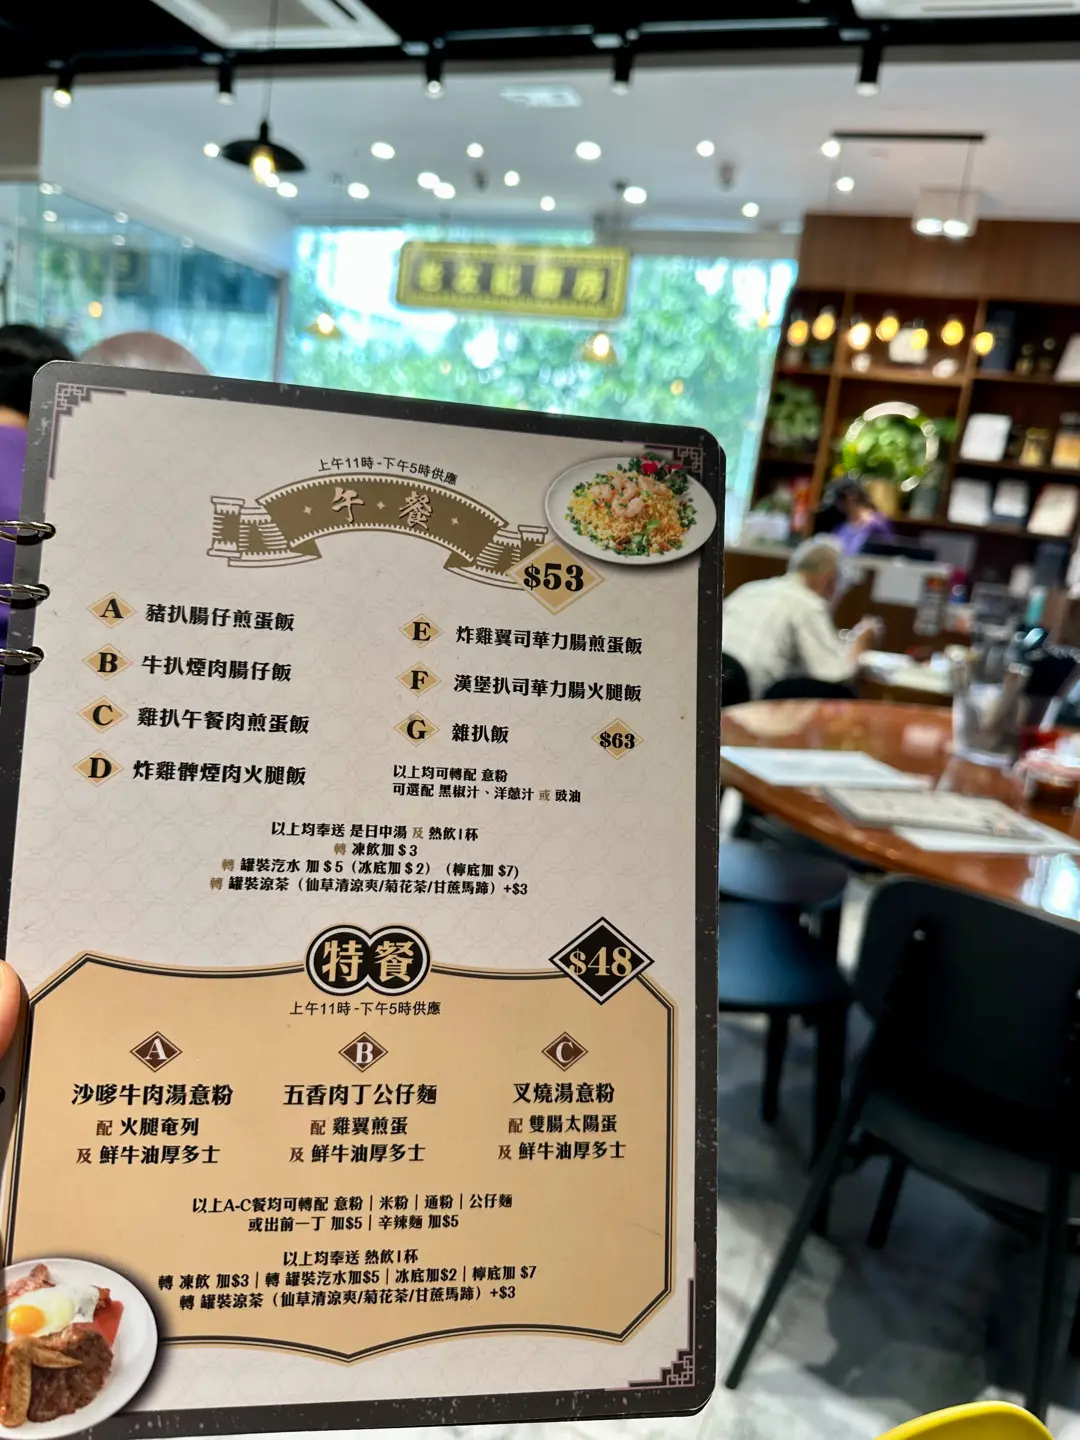 老友記廚房
上午11時-下午5時供應
午餐
$53
A 豬扒腸仔煎蛋飯
B 牛扒煙肉腸仔飯
C 雞扒午餐肉煎蛋飯
D 炸雞髀煙肉火腿飯
E 炸雞翼司華力腸煎蛋飯
F 漢堡扒司華力腸火腿飯
G 雜扒飯 $63
以上均可轉配 意粉
可選配 黑椒汁、洋蔥汁 或 豉油
以上均奉送 是日中湯 及 熱飲1杯
轉 凍飲加 $ 3
轉 罐裝汽水 加 $ 5（冰底加 $ 2）（檸底加 $7)
轉 罐裝涼茶（仙草清涼爽/菊花茶/甘蔗馬蹄）+$3
特餐
$48
上午11時-下午5時供應
A
沙嗲牛肉湯意粉
配 火腿奄列
及 鮮牛油厚多士
B
五香肉丁公仔麵
配 雞翼煎蛋
及 鮮牛油厚多士
C
叉燒湯意粉
配 雙腸太陽蛋
及 鮮牛油厚多士
以上A-C餐均可轉配 意粉｜米粉｜通粉｜公仔麵
或出前一丁 加$5｜辛辣麵 加$5
以上均奉送 熱飲1杯
轉 凍飲 加$3｜轉 罐裝汽水加$5｜冰底加$2｜檸底加 $7
轉 罐裝涼茶（仙草清涼爽/菊花茶/甘蔗馬蹄）+$3